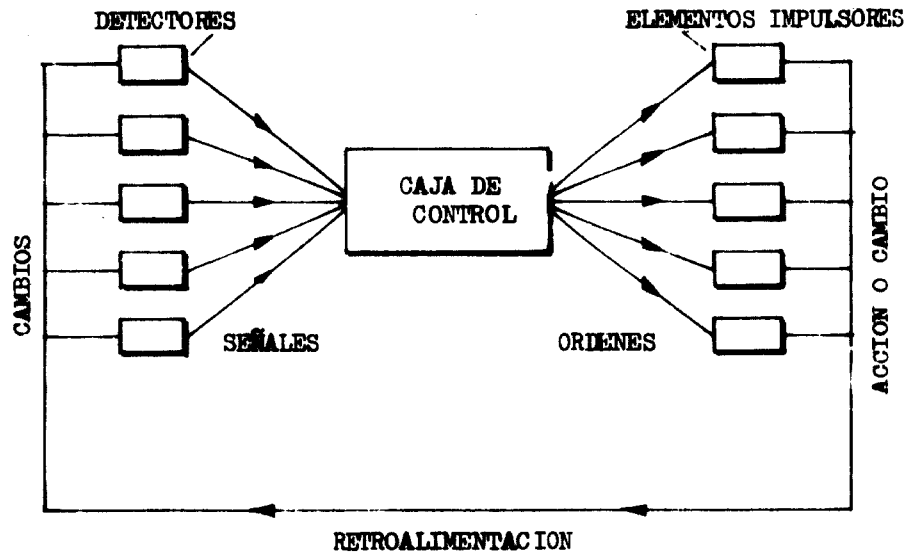 DETECTORES
ELEMENTOS IMPULSORES
CAJA DE
CONTROL
CAMBIOS
SEÑALES
ORDENES
ACCION O CAMBIO
RETROALIMENTACION